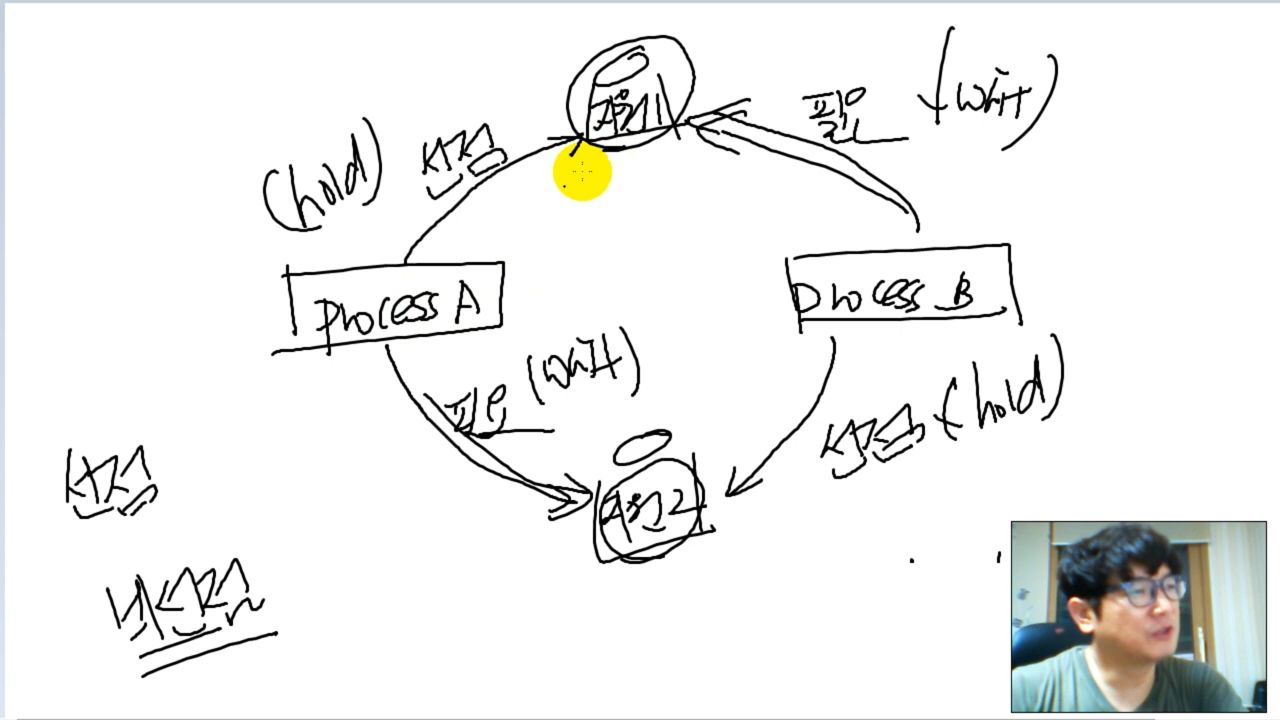 자원1
필요 (wait)
(hold) 선점
Process A
Process B
필요 (wait)
선점 (hold)
자원2
선점
비선점